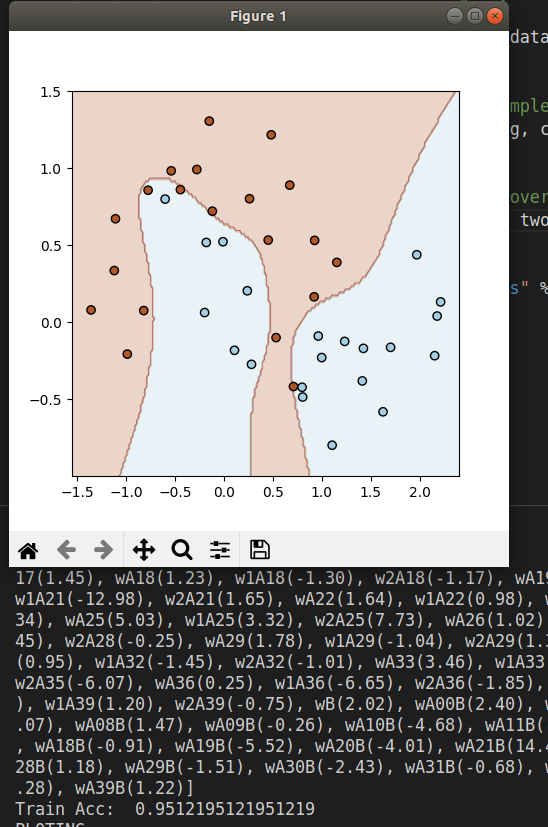 Figure 1
data
mple
g, c
over
two
s" %
1.5
1.0
0.5
0.0
−0.5
−1.5 −1.0 −0.5 0.0 0.5 1.0 1.5 2.0
17(1.45), wA18(1.23), w1A18(-1.30), w2A18(-1.17), wA19
w1A21(-12.98), w2A21(1.65), wA22(1.64), w1A22(0.98), w
34), wA25(5.03), w1A25(3.32), w2A25(7.73), wA26(1.02)
45), w2A28(-0.25), wA29(1.78), w1A29(-1.04), w2A29(1.3
(0.95), w1A32(-1.45), w2A32(-1.01), wA33(3.46), w1A33
w2A35(-6.07), wA36(0.25), w1A36(-6.65), w2A36(-1.85),
), w1A39(1.20), w2A39(-0.75), wB(2.02), wA00B(2.40), w
.07), wA08B(1.47), wA09B(-0.26), wA10B(-4.68), wA11B(
, wA18B(-0.91), wA19B(-5.52), wA20B(-4.01), wA21B(14.4
28B(1.18), wA29B(-1.51), wA30B(-2.43), wA31B(-0.68), w
.28), wA39B(1.22)]
Train Acc:  0.9512195121951219
PLOTING